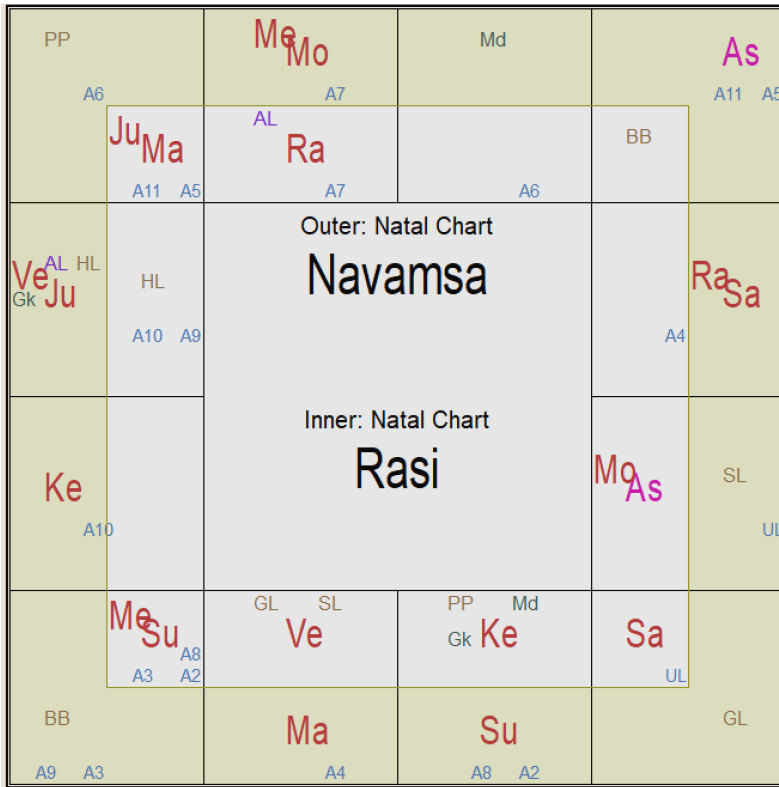 PP Me Mo Md As
A6 A7 A11 A5
Ju Ma AL Ra BB
A11 A5 A7 A6
Outer: Natal Chart
Navamsa
Ve AL HL Gk Ju HL Ra Sa
A10 A9 A4
Inner: Natal Chart
Rasi
Ke Mo As SL
A10 UL
Me Su GL SL Ve PP Md Gk Ke Sa
A8
A3 A2 UL
BB Ma Su GL
A9 A3 A4 A8 A2